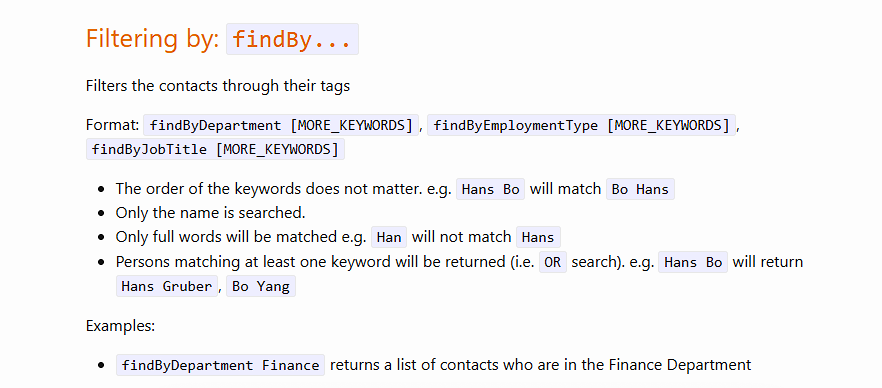 Filtering by: findBy...
Filters the contacts through their tags
Format: findByDepartment [MORE_KEYWORDS], findByEmploymentType [MORE_KEYWORDS],
findByJobTitle [MORE_KEYWORDS]
• The order of the keywords does not matter. e.g. Hans Bo will match Bo Hans
• Only the name is searched.
• Only full words will be matched e.g. Han will not match Hans
• Persons matching at least one keyword will be returned (i.e. OR search). e.g. Hans Bo will return
Hans Gruber, Bo Yang
Examples:
• findByDepartment Finance returns a list of contacts who are in the Finance Department